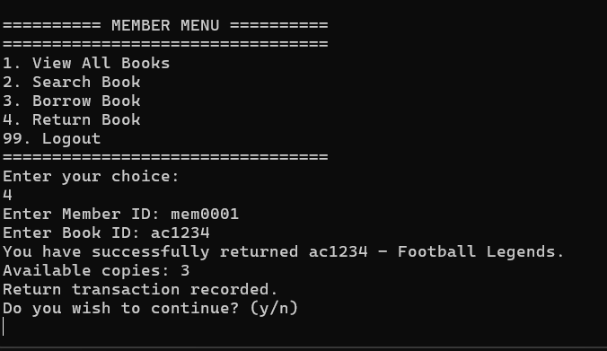 ========== MEMBER MENU ==========
=================================
1. View All Books
2. Search Book
3. Borrow Book
4. Return Book
99. Logout
=================================
Enter your choice:
4
Enter Member ID: mem0001
Enter Book ID: ac1234
You have successfully returned ac1234 - Football Legends.
Available copies: 3
Return transaction recorded.
Do you wish to continue? (y/n)